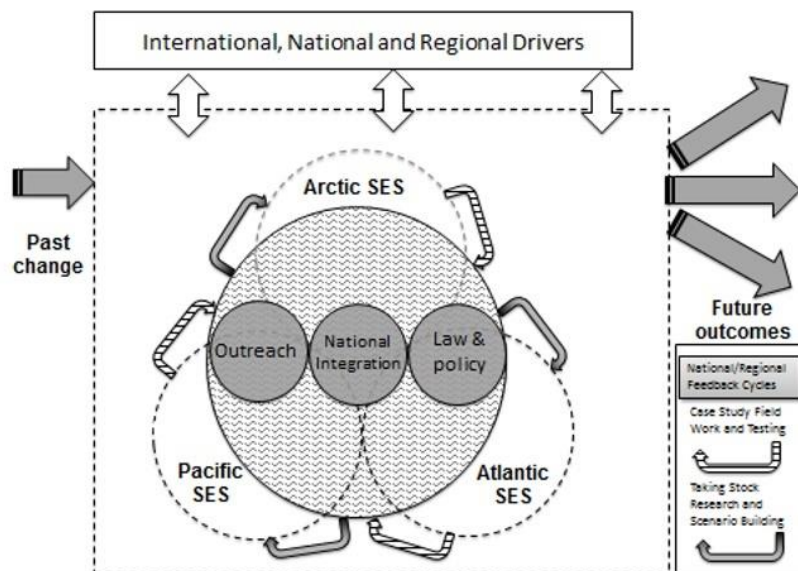 International, National and Regional Drivers
Arctic SES
Past
change
Outreach
National
Integration
Law &
policy
Pacific
SES
Atlantic
SES
Future
outcomes
National/Regional
Feedback Cycles
Case Study Field
Work and Testing
Taking Stock
Research and
Scenario Building